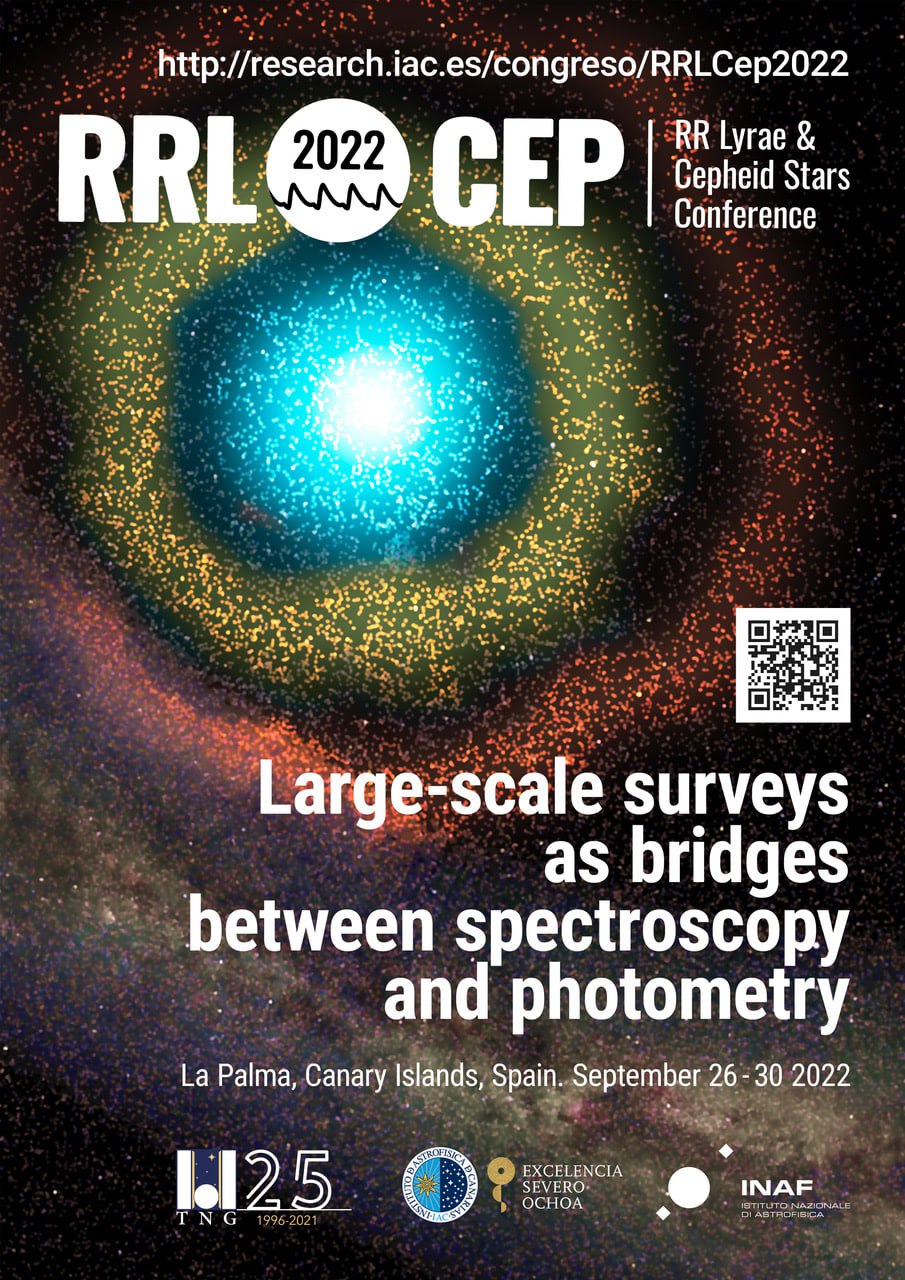 http://research.iac.es/congreso/RRLCep2022
RRL 2022 CEP
RR Lyrae &
Cepheid Stars
Conference
Large-scale surveys
as bridges
between spectroscopy
and photometry
La Palma, Canary Islands, Spain. September 26-30 2022
25
TNG
1996-2021
INSTITUTO D ASTROFISICA D CANARIAS
·IAC·
EXCELENCIA
SEVERO
OCHOA
INAF
ISTITUTO NAZIONALE
DI ASTROFISICA